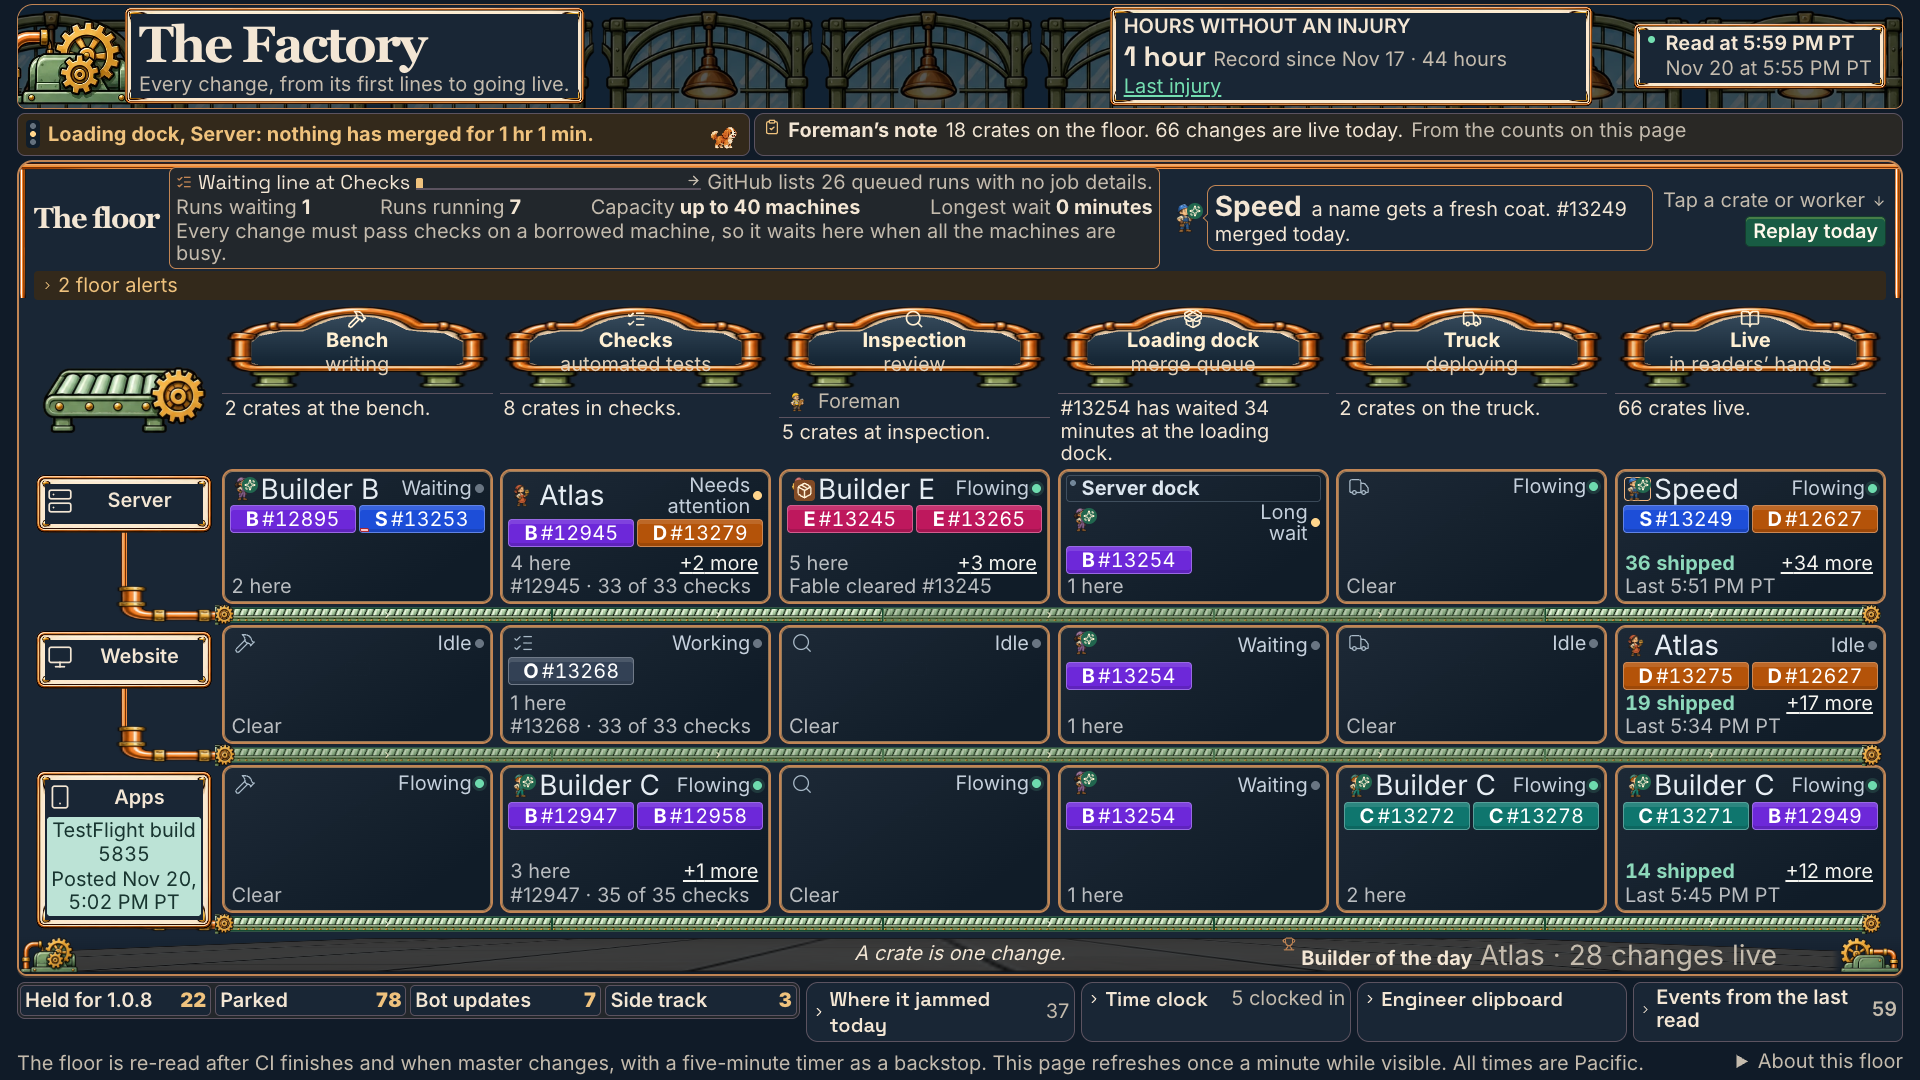 The Factory
Every change, from its first lines to going live.
HOURS WITHOUT AN INJURY
1 hour Record since Nov 17 · 44 hours
Last injury
Read at 5:59 PM PT
Nov 20 at 5:55 PM PT
Loading dock, Server: nothing has merged for 1 hr 1 min.
Foreman's note 18 crates on the floor. 66 changes are live today. From the counts on this page
The floor
Waiting line at Checks → GitHub lists 26 queued runs with no job details.
Runs waiting 1 Runs running 7 Capacity up to 40 machines Longest wait 0 minutes
Every change must pass checks on a borrowed machine, so it waits here when all the machines are
busy.
Speed a name gets a fresh coat. #13249
merged today.
Tap a crate or worker ↓
Replay today
› 2 floor alerts
Bench
writing
Checks
automated tests
Inspection
review
Loading dock
merge queue
Truck
deploying
Live
in readers' hands
2 crates at the bench.
8 crates in checks.
Foreman
5 crates at inspection.
#13254 has waited 34
minutes at the loading
dock.
2 crates on the truck.
66 crates live.
Server
Builder B Waiting
B #12895 S #13253
2 here
Atlas Needs
attention
B #12945 D #13279
4 here +2 more
#12945 · 33 of 33 checks
Builder E Flowing
E #13245 E #13265
5 here +3 more
Fable cleared #13245
Server dock
Long
wait
B #13254
1 here
Flowing
Clear
Speed Flowing
S #13249 D #12627
36 shipped +34 more
Last 5:51 PM PT
Website
Idle
Clear
Working
O #13268
1 here
#13268 · 33 of 33 checks
Idle
Clear
Waiting
B #13254
1 here
Idle
Clear
Atlas Idle
D #13275 D #12627
19 shipped +17 more
Last 5:34 PM PT
Apps
TestFlight build
5835
Posted Nov 20,
5:02 PM PT
Flowing
Clear
Builder C Flowing
B #12947 B #12958
3 here +1 more
#12947 · 35 of 35 checks
Flowing
Clear
Waiting
B #13254
1 here
Builder C Flowing
C #13272 C #13278
2 here
Builder C Flowing
C #13271 B #12949
14 shipped +12 more
Last 5:45 PM PT
A crate is one change.
Builder of the day Atlas · 28 changes live
Held for 1.0.8 22
Parked 78
Bot updates 7
Side track 3
› Where it jammed
today 37
› Time clock 5 clocked in
› Engineer clipboard
› Events from the last
read 59
The floor is re-read after CI finishes and when master changes, with a five-minute timer as a backstop. This page refreshes once a minute while visible. All times are Pacific.
▶ About this floor